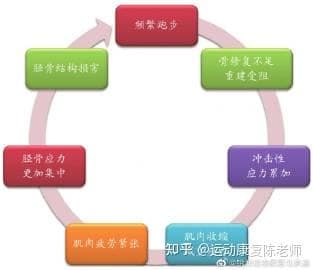 频繁跑步
骨修复不足
重建受阻
冲击性
应力累加
肌肉收缩
肌肉疲劳紧张
胫骨应力
更加集中
胫骨结构损害
知乎 @运动康复陈老师